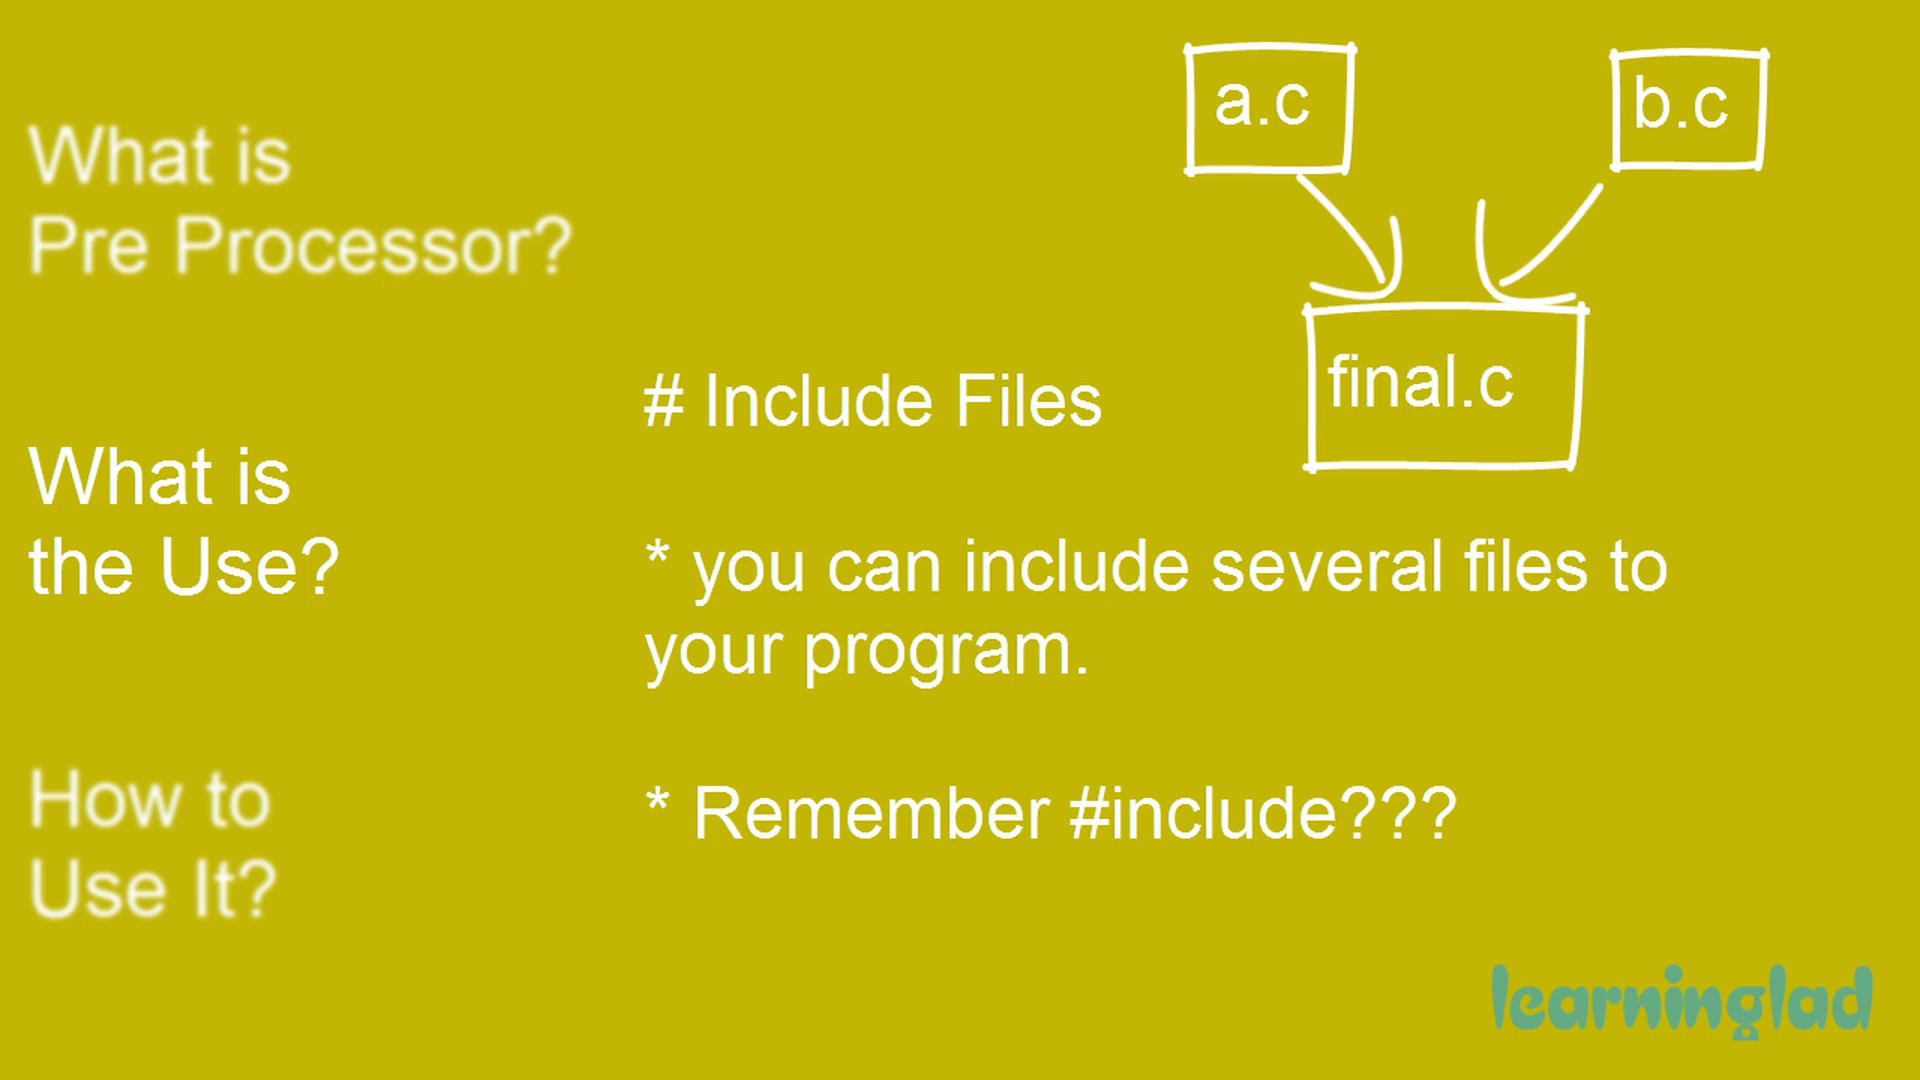 What is
Pre Processor?
What is
the Use?
How to
Use It?
a.c
b.c
final.c
# Include Files
* you can include several files to
your program.
* Remember #include???
learninglad